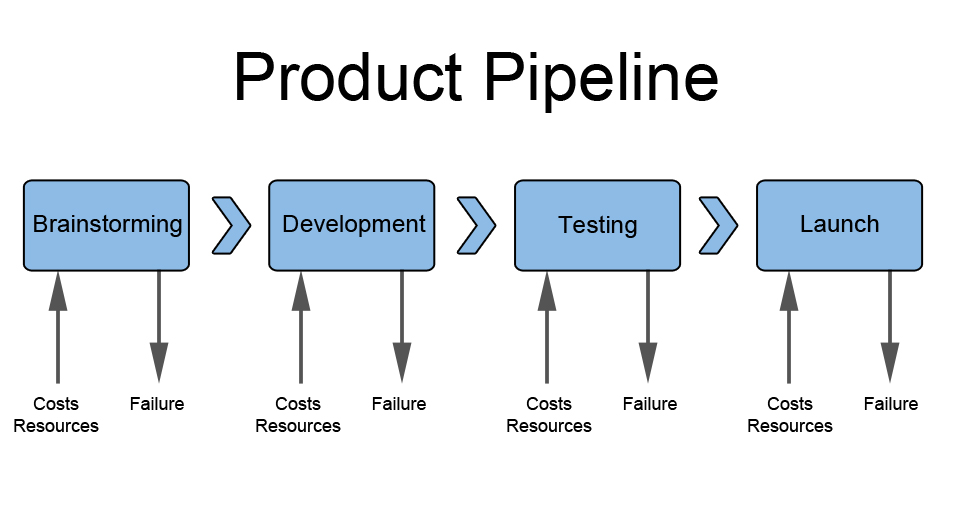 Product Pipeline
Brainstorming
Development
Testing
Launch
Costs
Resources
Failure
Costs
Resources
Failure
Costs
Resources
Failure
Costs
Resources
Failure